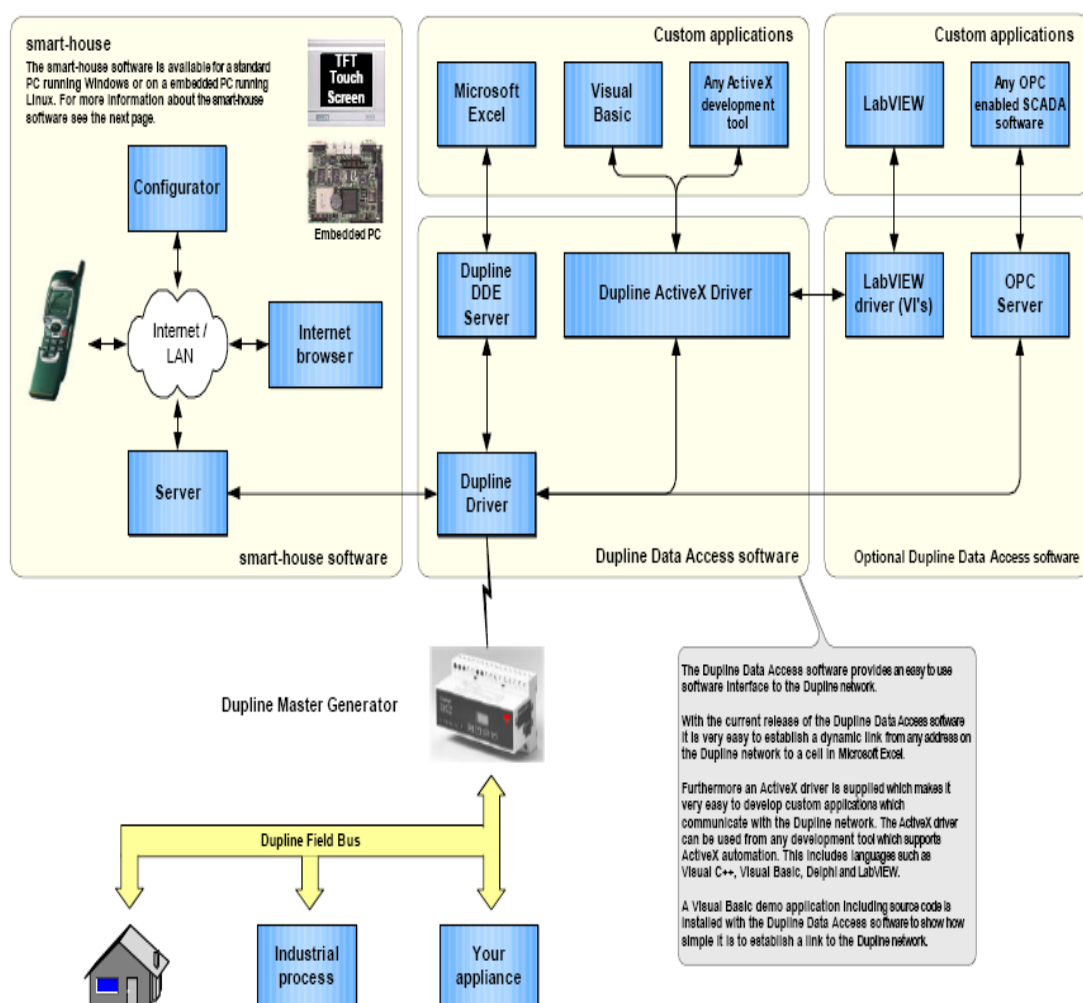 smart-house
The smart-house software is available for a standard
PC running Windows or on a embedded PC running
Linux. For more information about the smart-house
software see the next page.
TFT
Touch
Screen
Embedded PC
Configurator
Internet /
LAN
Internet
browser
Server
smart-house software
Custom applications
Microsoft
Excel
Visual
Basic
Any ActiveX
development
tool
Dupline
DDE
Server
Dupline ActiveX Driver
Dupline
Driver
Dupline Data Access software
Custom applications
LabVIEW
Any OPC
enabled SCADA
software
LabVIEW
driver (VI's)
OPC
Server
Optional Dupline Data Access software
Dupline Master Generator
Dupline Field Bus
Industrial
process
Your
appliance
The Dupline Data Access software provides an easy to use
software interface to the Dupline network.
With the current release of the Dupline Data Access software
it is very easy to establish a dynamic link from any address on
the Dupline network to a cell in Microsoft Excel.
Furthermore an ActiveX driver is supplied which makes it
very easy to develop custom applications which
communicate with the Dupline network. The ActiveX driver
can be used from any development tool which supports
ActiveX automation. This includes languages such as
Visual C++, Visual Basic, Delphi and LabVIEW.
A Visual Basic demo application including source code is
installed with the Dupline Data Access software to show how
simple it is to establish a link to the Dupline network.